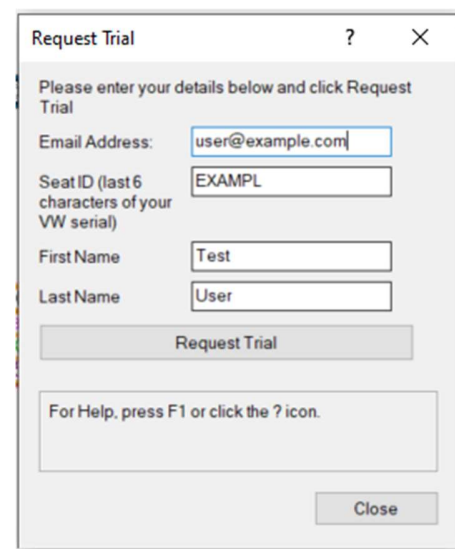 Request Trial ? ×
Please enter your details below and click Request
Trial
Email Address: user@example.com
Seat ID (last 6 EXAMPL
characters of your
VW serial)
First Name Test
Last Name User
Request Trial
For Help, press F1 or click the ? icon.
Close